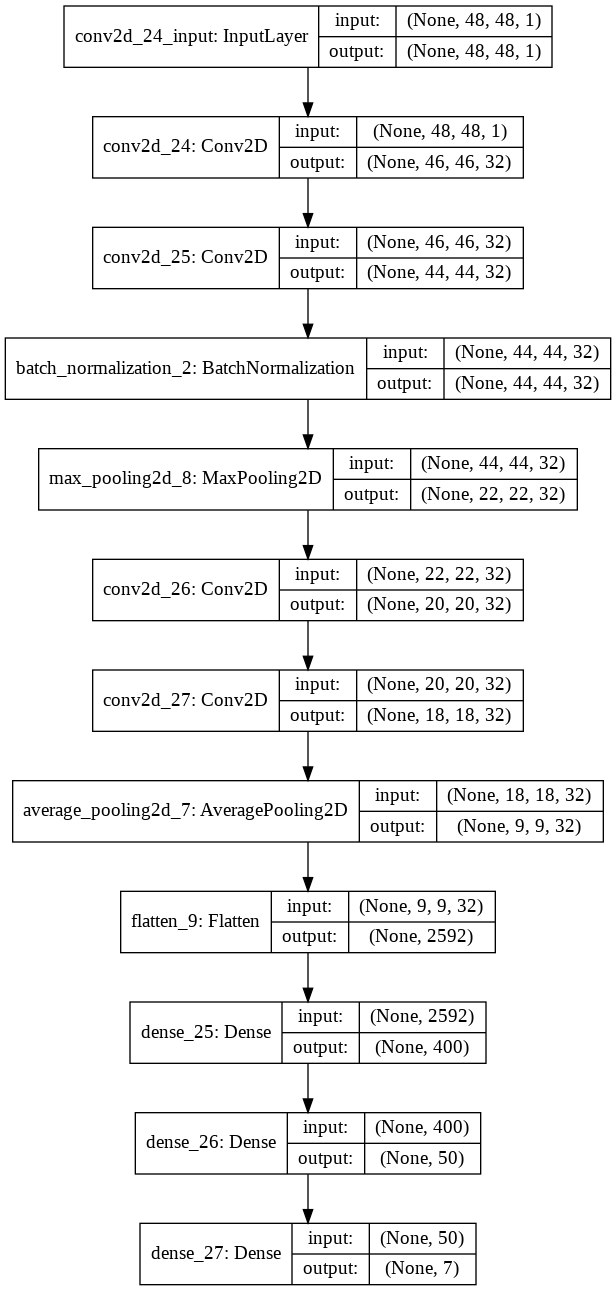 conv2d_24_input: InputLayer
input: (None, 48, 48, 1)
output: (None, 48, 48, 1)
conv2d_24: Conv2D
input: (None, 48, 48, 1)
output: (None, 46, 46, 32)
conv2d_25: Conv2D
input: (None, 46, 46, 32)
output: (None, 44, 44, 32)
batch_normalization_2: BatchNormalization
input: (None, 44, 44, 32)
output: (None, 44, 44, 32)
max_pooling2d_8: MaxPooling2D
input: (None, 44, 44, 32)
output: (None, 22, 22, 32)
conv2d_26: Conv2D
input: (None, 22, 22, 32)
output: (None, 20, 20, 32)
conv2d_27: Conv2D
input: (None, 20, 20, 32)
output: (None, 18, 18, 32)
average_pooling2d_7: AveragePooling2D
input: (None, 18, 18, 32)
output: (None, 9, 9, 32)
flatten_9: Flatten
input: (None, 9, 9, 32)
output: (None, 2592)
dense_25: Dense
input: (None, 2592)
output: (None, 400)
dense_26: Dense
input: (None, 400)
output: (None, 50)
dense_27: Dense
input: (None, 50)
output: (None, 7)